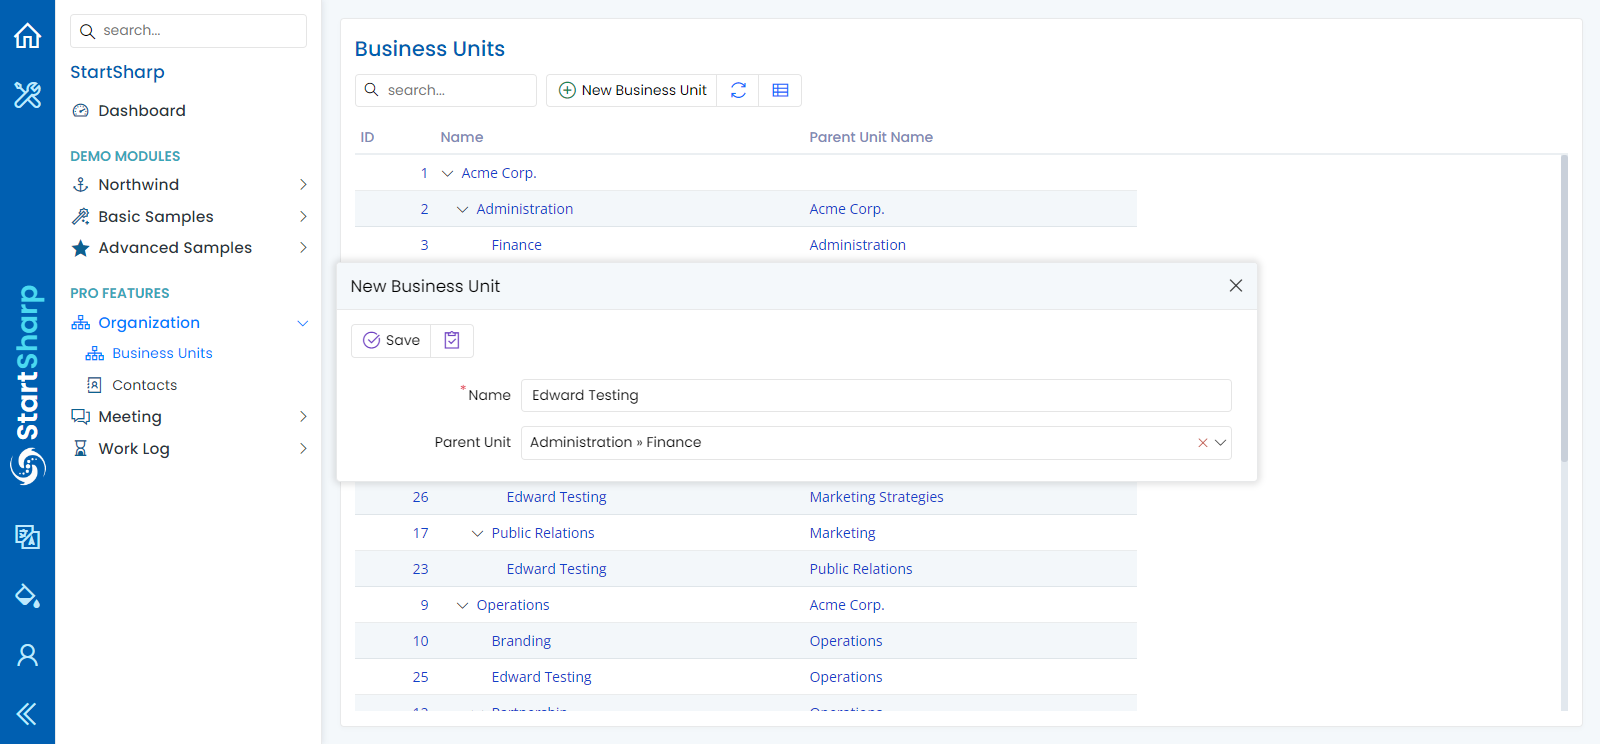 search...
StartSharp
Dashboard
DEMO MODULES
Northwind
Basic Samples
Advanced Samples
PRO FEATURES
Organization
Business Units
Contacts
Meeting
Work Log
StartSharp
Business Units
search...
New Business Unit
ID Name Parent Unit Name
1 Acme Corp.
2 Administration Acme Corp.
3 Finance Administration
New Business Unit
Save
*Name Edward Testing
Parent Unit Administration » Finance
26 Edward Testing Marketing Strategies
17 Public Relations Marketing
23 Edward Testing Public Relations
9 Operations Acme Corp.
10 Branding Operations
25 Edward Testing Operations
Partnership Operations